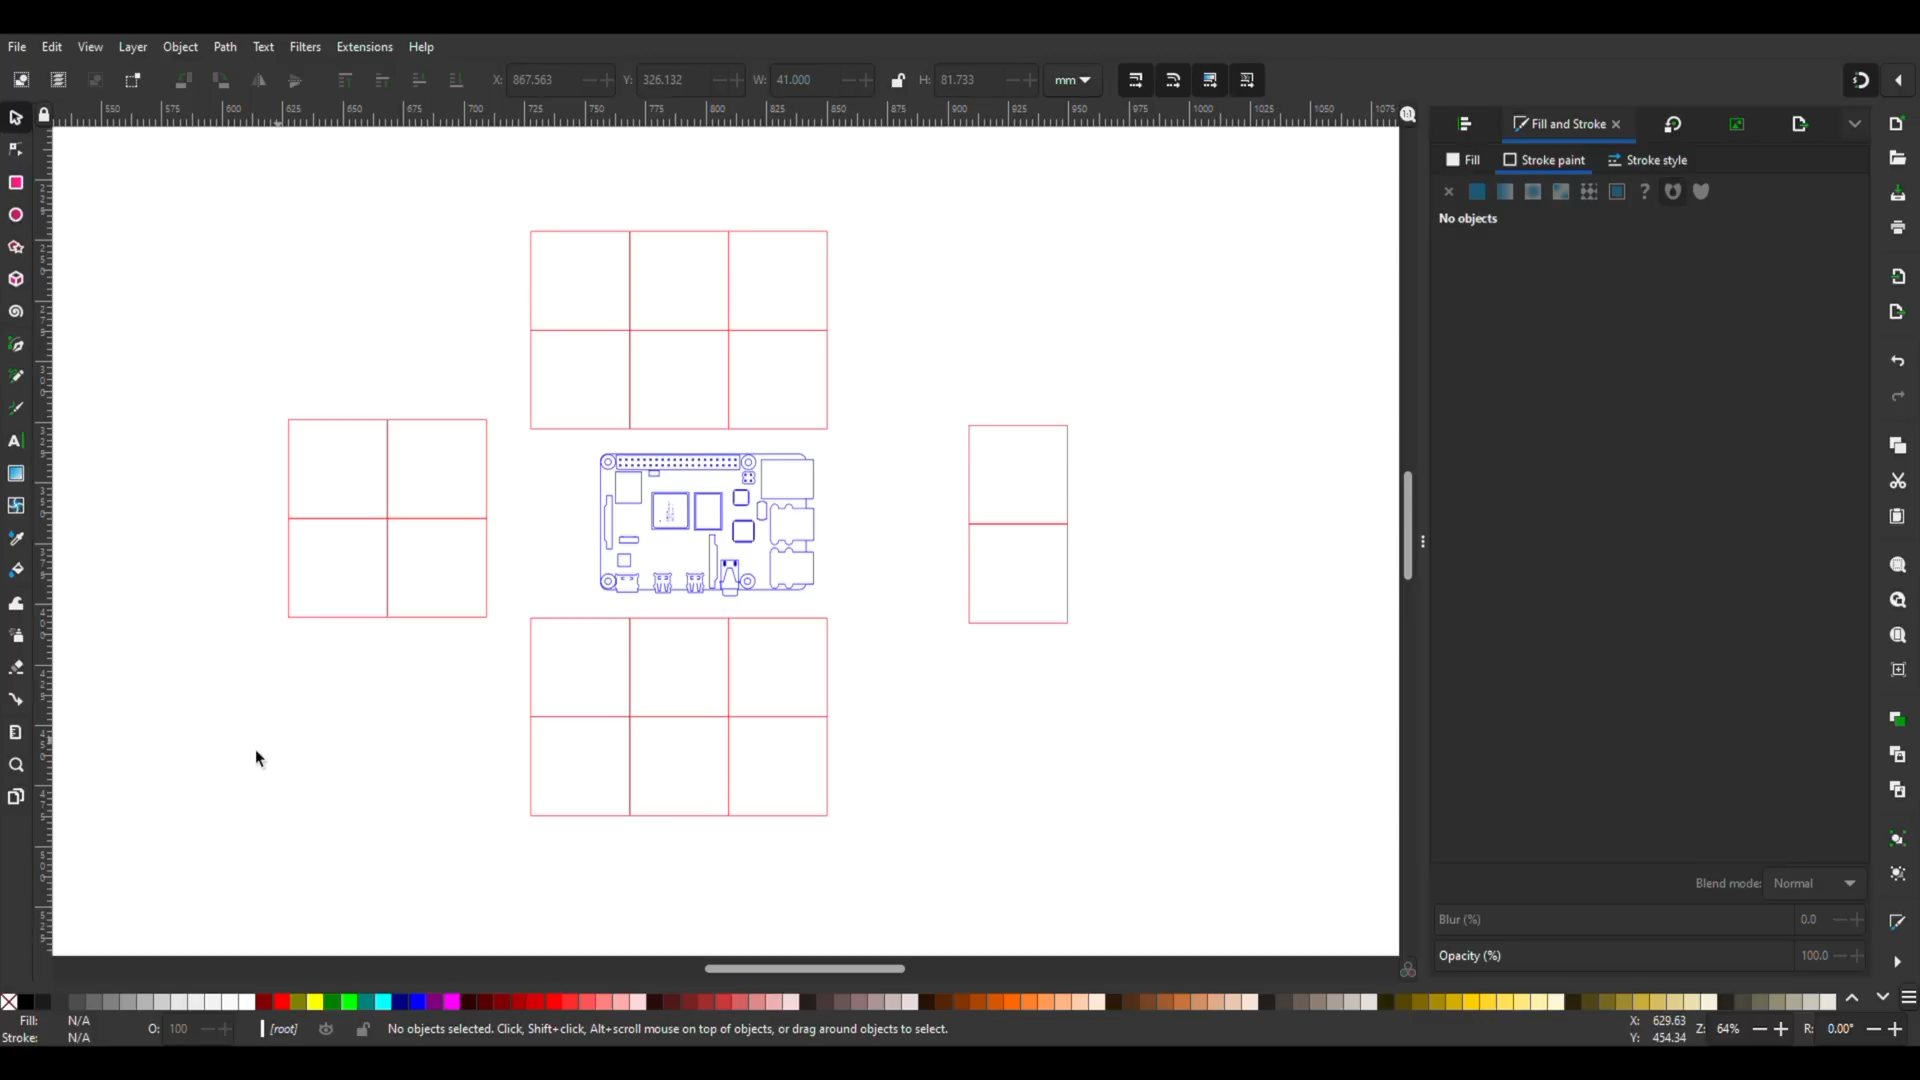 File Edit View Layer Object Path Text Filters Extensions Help
X: 867.563 Y: 326.132 W: 41.000 H: 81.733 mm
550 575 600 625 650 675 700 725 750 775 800 825 850 875 900 925 950 975 1000 1025 1050 1075
Fill and Stroke
Fill Stroke paint Stroke style
No objects
Blend mode: Normal
Blur (%) 0.0
Opacity (%) 100.0
Fill: N/A
Stroke: N/A
O: 100
[root]
No objects selected. Click, Shift+click, Alt+scroll mouse on top of objects, or drag around objects to select.
X: 629.63
Y: 454.34
Z: 64%
R: 0.00°